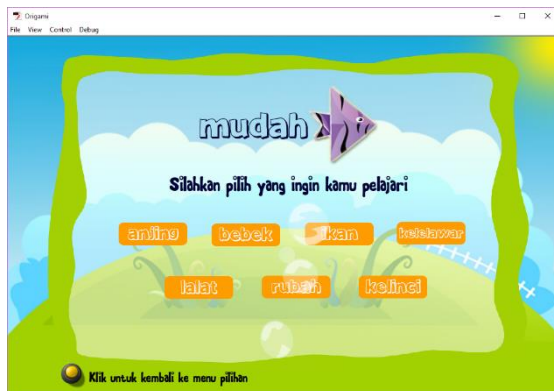 Origami
File View Control Debug
mudah
Silahkan pilih yang ingin kamu pelajari
anjing bebek ikan kelelawar
lalat rubah kelinci
Klik untuk kembali ke menu pilihan